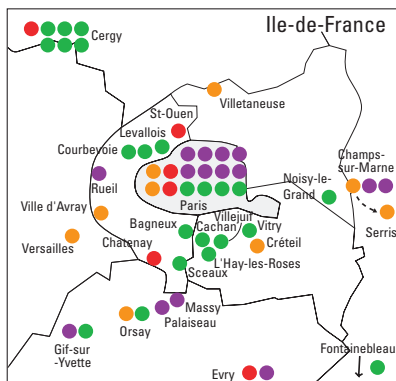 Ile-de-France
Cergy
Villetaneuse
St-Ouen
Levallois
Courbevoie
Champs-
sur-Marne
Noisy-le-
Grand
Rueil
Paris
Ville d'Avray
Serris
Villejuif
Bagneux
Cachan
Vitry
Versailles
Créteil
Chatenay
L'Hay-les-Roses
Sceaux
Massy
Palaiseau
Orsay
Gif-sur
-Yvette
Fontainebleau
Evry